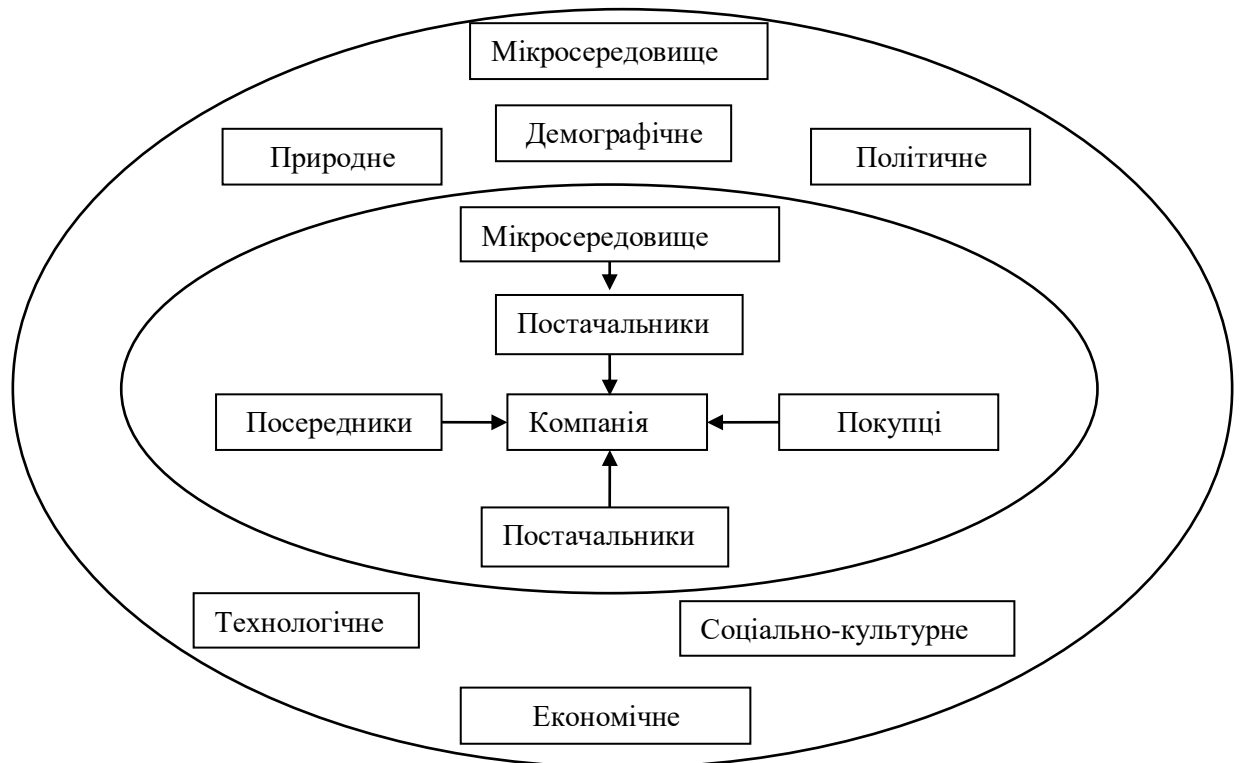 Мікросередовище
Демографічне
Природне
Політичне
Мікросередовище
Постачальники
Посередники
Компанія
Покупці
Постачальники
Технологічне
Соціально-культурне
Економічне